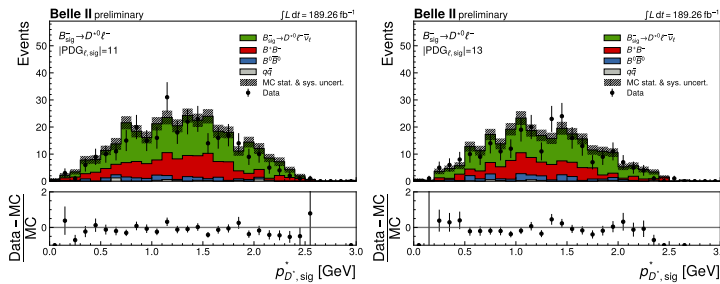 Belle II preliminary ∫L dt = 189.26 fb⁻¹
B⁻sig→D*⁰ℓ⁻
|PDGℓ,sig|=11
B⁻sig→D*⁰ℓ⁻ν̄ℓ
B⁺B⁻
B⁰B̄⁰
qq̄
MC stat. & sys. uncert.
Data
Events
50
40
30
20
10
0
Data − MC
MC
2
0
0.0 0.5 1.0 1.5 2.0 2.5 3.0
p*D*,sig [GeV]
Belle II preliminary ∫L dt = 189.26 fb⁻¹
B⁻sig→D*⁰ℓ⁻
|PDGℓ,sig|=13
B⁻sig→D*⁰ℓ⁻ν̄ℓ
B⁺B⁻
B⁰B̄⁰
qq̄
MC stat. & sys. uncert.
Data
Events
50
40
30
20
10
0
Data − MC
MC
2
0
0.0 0.5 1.0 1.5 2.0 2.5 3.0
p*D*,sig [GeV]